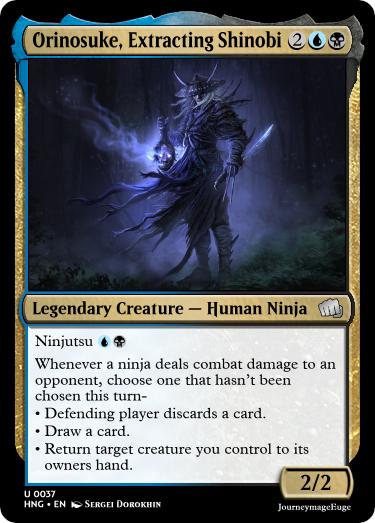 Orinosuke, Extracting Shinobi 2
Legendary Creature — Human Ninja
Ninjutsu
Whenever a ninja deals combat damage to an
opponent, choose one that hasn't been
chosen this turn-
• Defending player discards a card.
• Draw a card.
• Return target creature you control to its
owners hand.
2/2
U 0037
HNG • EN Sergei Dorokhin
JourneymageEuge